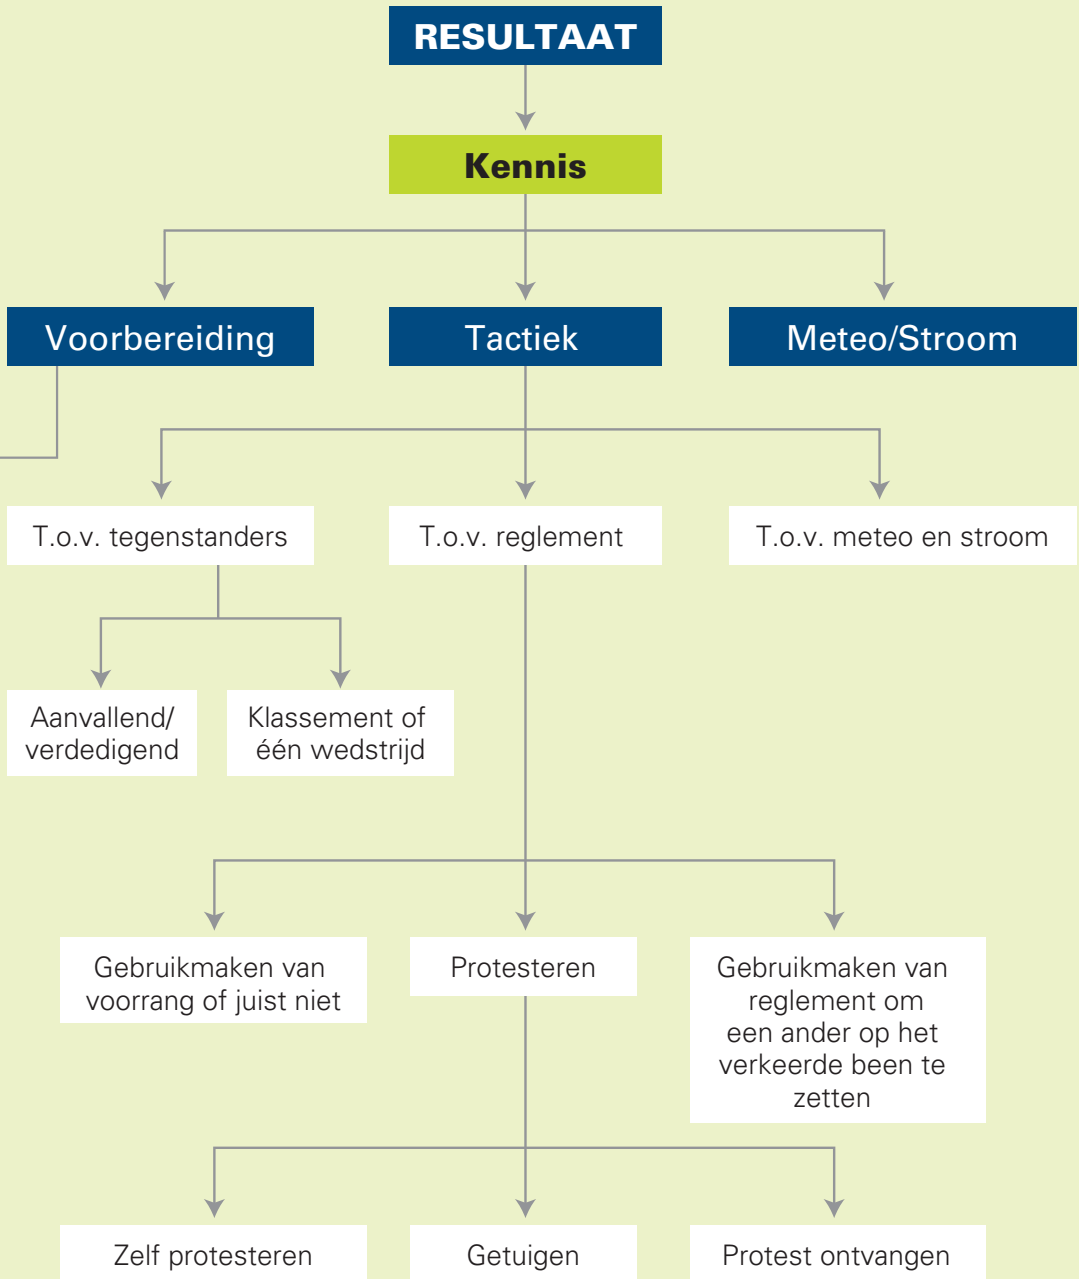 RESULTAAT
Kennis
Voorbereiding
Tactiek
Meteo/Stroom
T.o.v. tegenstanders
T.o.v. reglement
T.o.v. meteo en stroom
Aanvallend/
verdedigend
Klassement of
één wedstrijd
Gebruikmaken van
voorrang of juist niet
Protesteren
Gebruikmaken van
reglement om
een ander op het
verkeerde been te
zetten
Zelf protesteren
Getuigen
Protest ontvangen